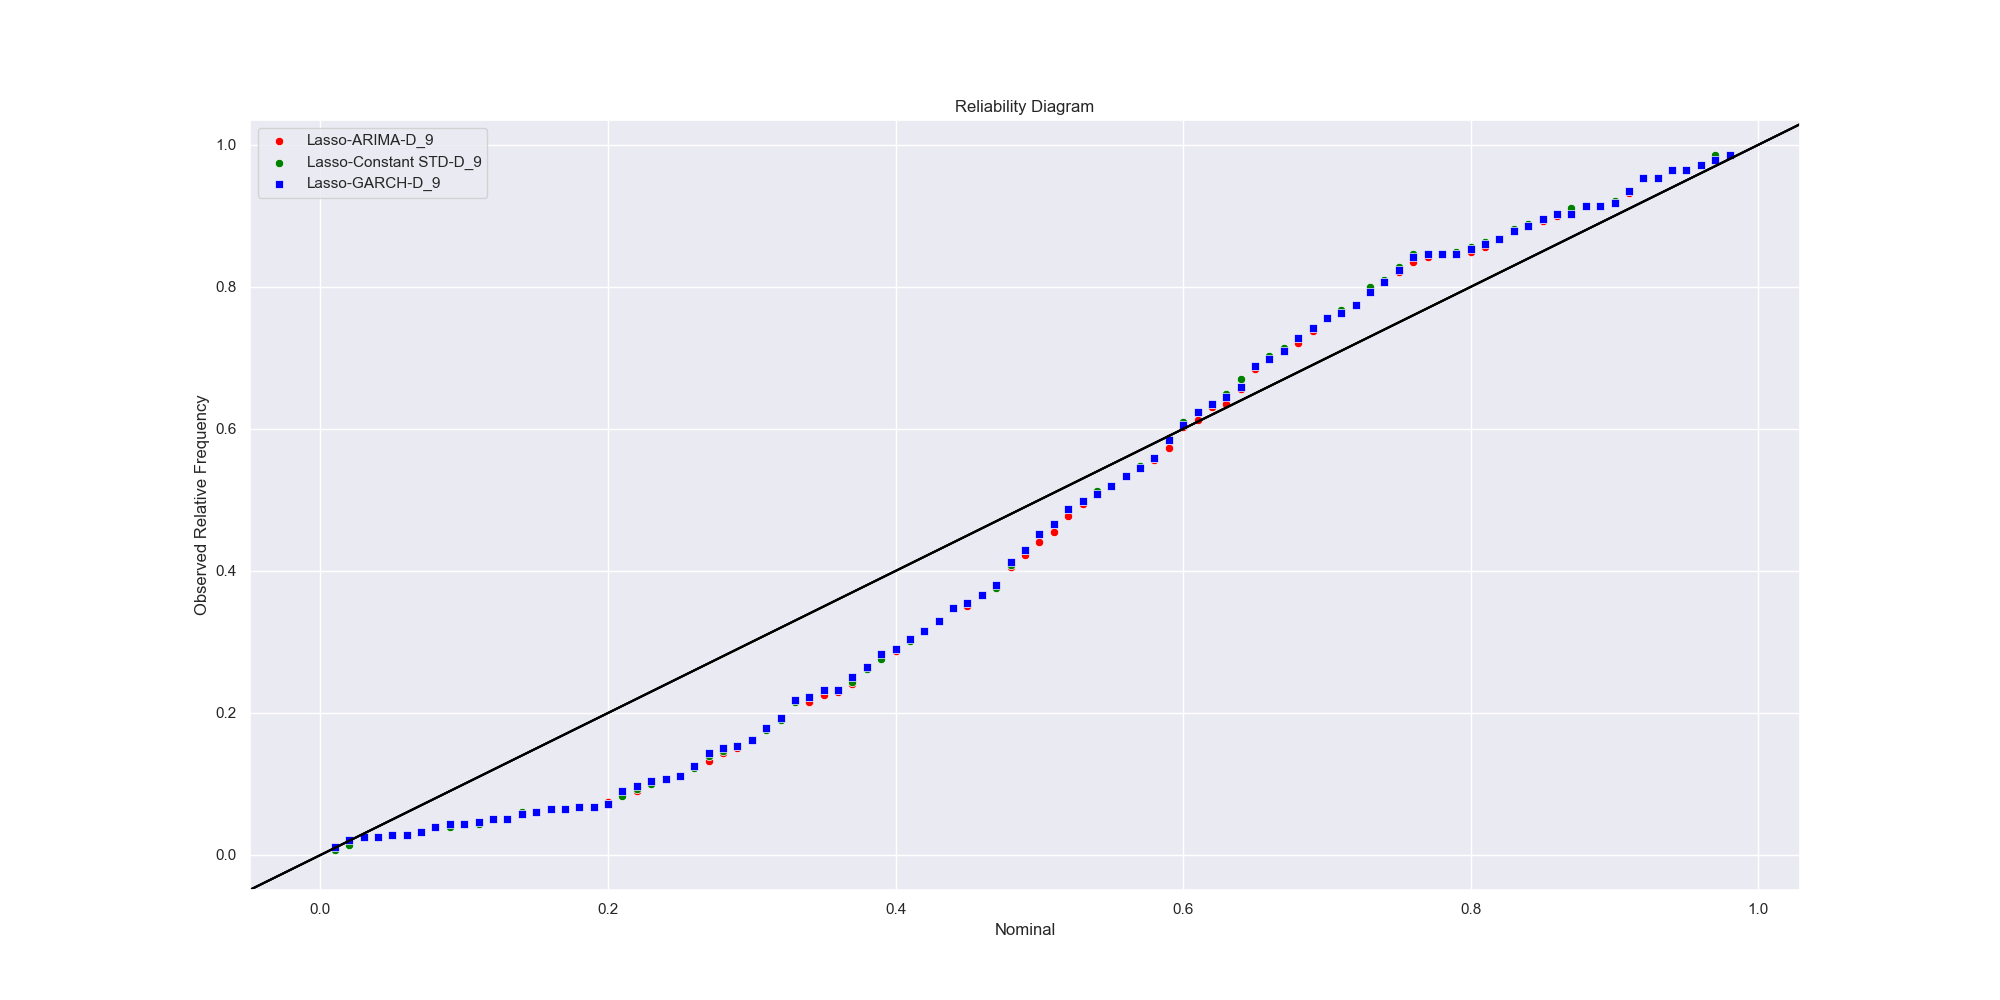 Reliability Diagram
Lasso-ARIMA-D_9
Lasso-Constant STD-D_9
Lasso-GARCH-D_9
1.0
0.8
0.6
0.4
0.2
0.0
Observed Relative Frequency
0.0 0.2 0.4 0.6 0.8 1.0
Nominal